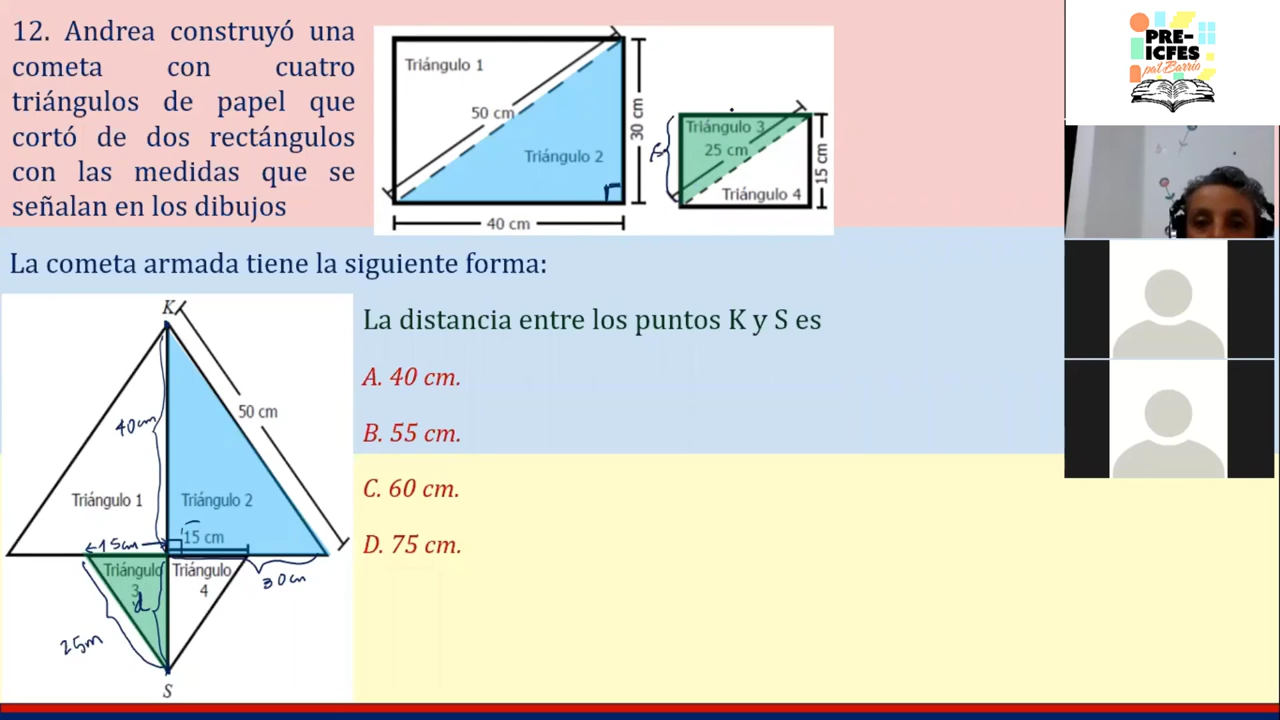 12. Andrea construyó una
cometa con cuatro
triángulos de papel que
cortó de dos rectángulos
con las medidas que se
señalan en los dibujos
Triángulo 1
50 cm
Triángulo 2
30 cm
40 cm
Triángulo 3
25 cm
Triángulo 4
15 cm
PRE-
ICFES
pal Barrio
La cometa armada tiene la siguiente forma:
K
50 cm
40cm
Triángulo 1
Triángulo 2
15 cm
15cm
Triángulo
3
Triángulo
4
30cm
d
25m
S
La distancia entre los puntos K y S es
A. 40 cm.
B. 55 cm.
C. 60 cm.
D. 75 cm.